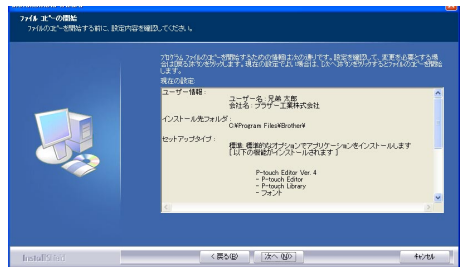 ファイル コピーの開始
ファイルのコピーを開始する前に、設定内容を確認してください。
プログラム ファイルのコピーを開始するための情報は次の通りです。設定を確認して、変更を必要とする場
合は[戻る]ボタンをクリックします。現在の設定でよい場合は、[次へ]ボタンをクリックするとファイルのコピーを開始
します。
現在の設定:
ユーザー情報:
ユーザー名 : 兄弟 太郎
会社名 : ブラザー工業株式会社
インストール先フォルダ:
C:¥Program Files¥Brother¥
セットアップタイプ:
標準 標準的なオプションでアプリケーションをインストールします
[ 以下の機能がインストールされます ]
P-touch Editor Ver. 4
- P-touch Editor
- P-touch Library
- フォント
InstallShield
< 戻る(B)
次へ (N) >
キャンセル